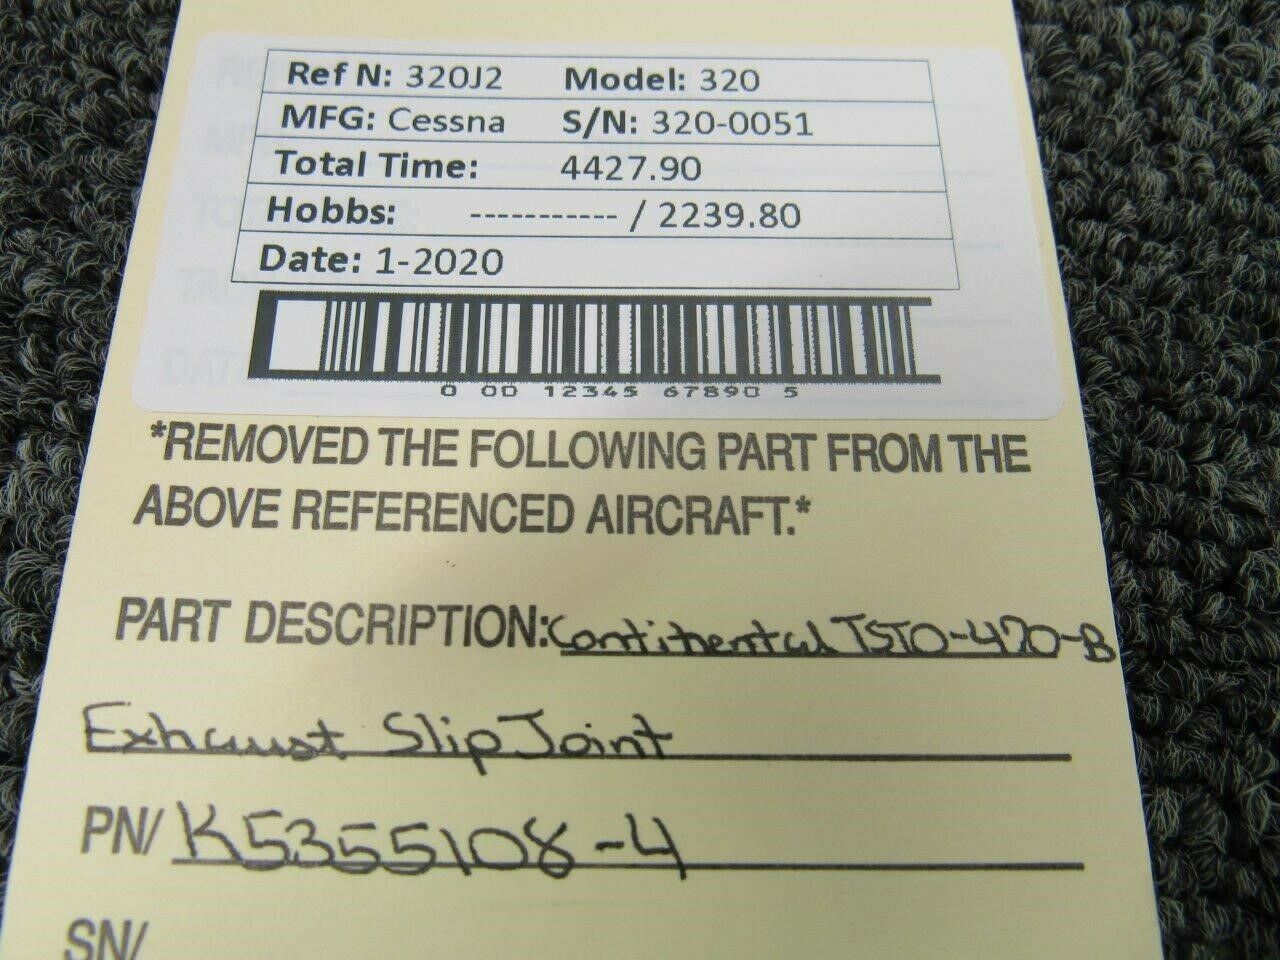 Ref N: 320J2 Model: 320
MFG: Cessna S/N: 320-0051
Total Time: 4427.90
Hobbs: ----------- / 2239.80
Date: 1-2020
0 00 12345 67890 5
*REMOVED THE FOLLOWING PART FROM THE
ABOVE REFERENCED AIRCRAFT.*
PART DESCRIPTION: Continental TSIO-470-B
Exhaust Slip Joint
PN/ K5355108-4
SN/